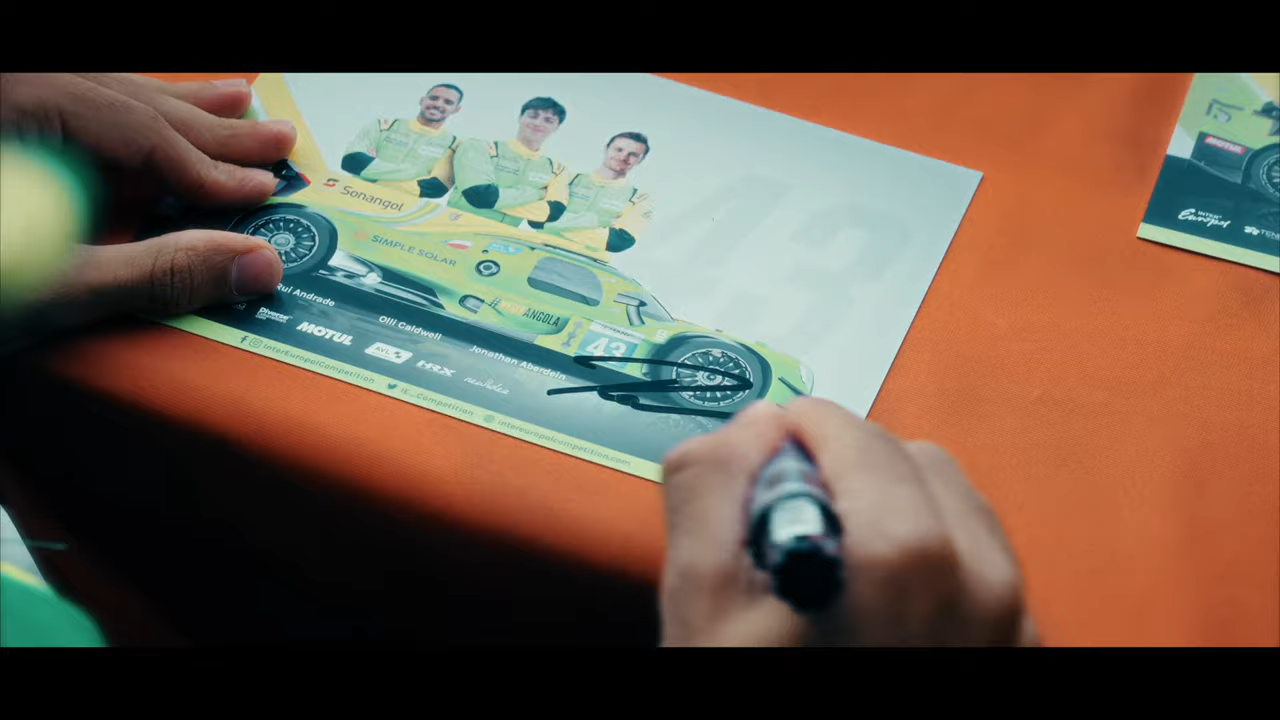 Sonangol
SIMPLE SOLAR
ANGOLA
43
Rui Andrade
Olli Caldwell
Jonathan Aberdein
MOTUL
AVL
HRX
InterEuropolCompetition
IE_Competition
intereuropolcompetition.com
MOTUL
INTER
Europol